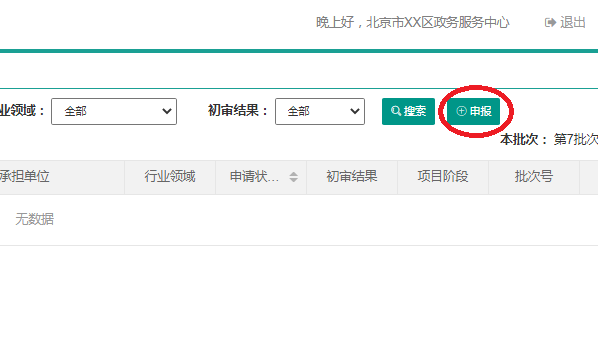 晚上好，北京市XX区政务服务中心 退出
业领域： 全部 初审结果： 全部 搜索 申报
本批次： 第7批次
承担单位 行业领域 申请状... 初审结果 项目阶段 批次号
无数据